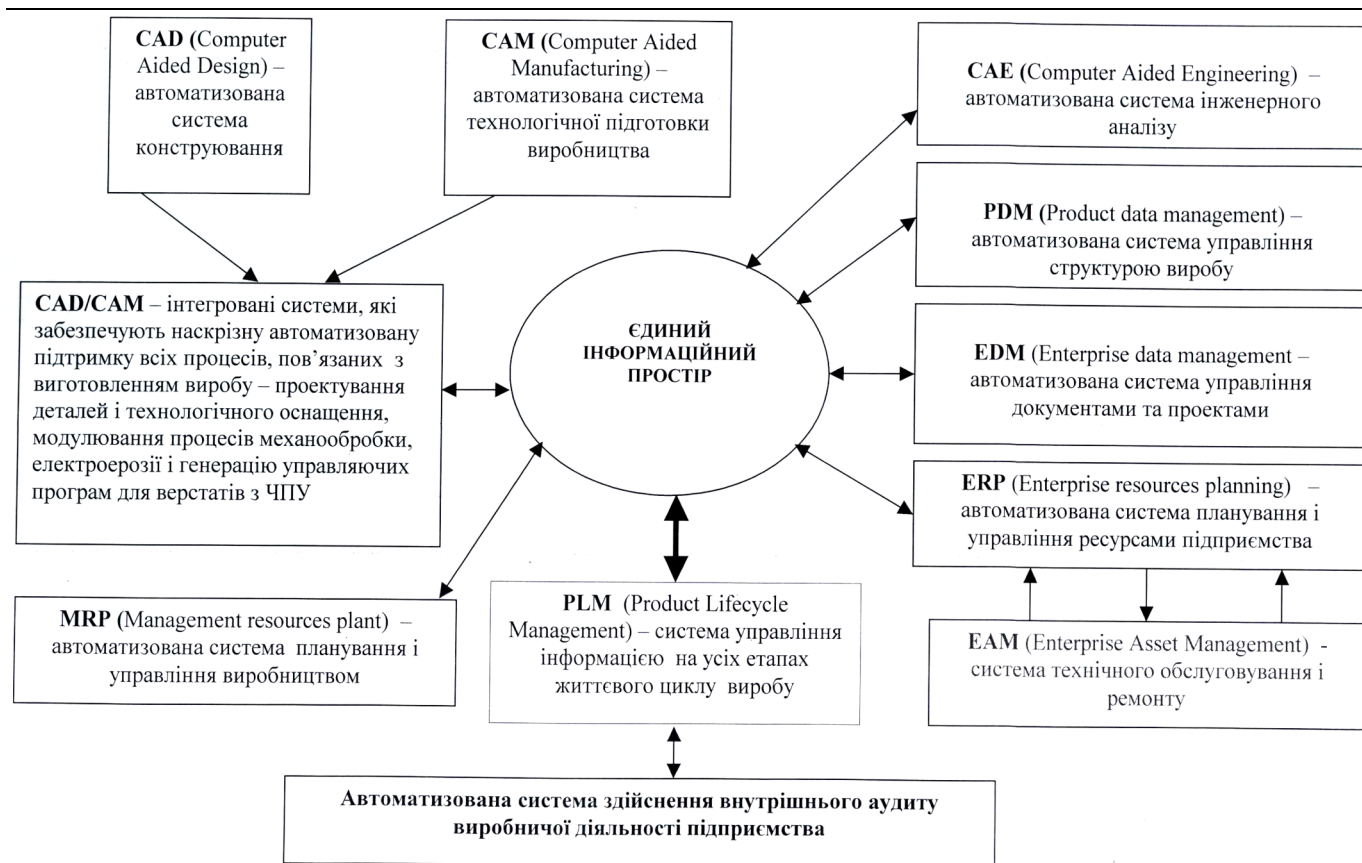 CAD (Computer
Aided Design) –
автоматизована
система
конструювання
CAM (Computer Aided
Manufacturing) –
автоматизована система
технологічної підготовки
виробництва
CAE (Computer Aided Engineering) –
автоматизована система інженерного
аналізу
PDM (Product data management) –
автоматизована система управління
структурою виробу
CAD/CAM – інтегровані системи, які
забезпечують наскрізну автоматизовану
підтримку всіх процесів, пов’язаних з
виготовленням виробу – проектування
деталей і технологічного оснащення,
модулювання процесів механообробки,
електроерозії і генерацію управляючих
програм для верстатів з ЧПУ
ЄДИНИЙ
ІНФОРМАЦІЙНИЙ
ПРОСТІР
EDM (Enterprise data management –
автоматизована система управління
документами та проектами
ERP (Enterprise resources planning) –
автоматизована система планування і
управління ресурсами підприємства
MRP (Management resources plant) –
автоматизована система планування і
управління виробництвом
PLM (Product Lifecycle
Management) – система управління
інформацією на усіх етапах
життєвого циклу виробу
EAM (Enterprise Asset Management) -
система технічного обслуговування і
ремонту
Автоматизована система здійснення внутрішнього аудиту
виробничої діяльності підприємства